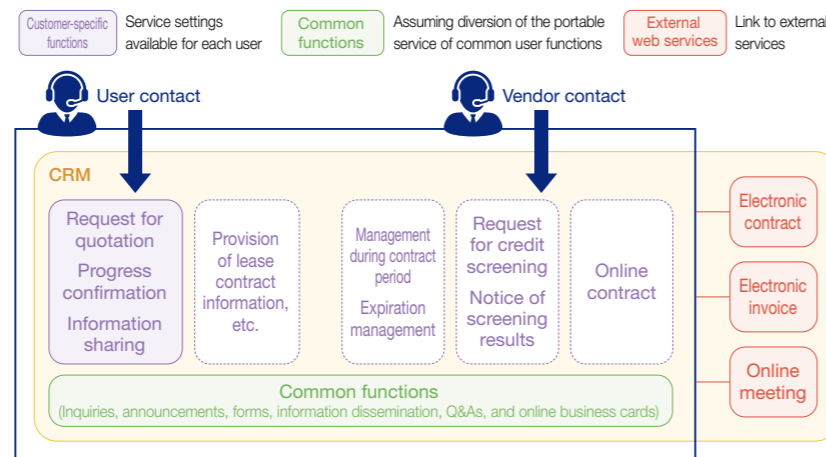 Customer-specific
functions
Service settings
available for each user
Common
functions
Assuming diversion of the portable
service of common user functions
External
web services
Link to external
services
User contact
Vendor contact
CRM
Request for
quotation
Progress
confirmation
Information
sharing
Provision
of lease
contract
information,
etc.
Management
during contract
period
Expiration
management
Request
for credit
screening
Notice of
screening
results
Online
contract
Electronic
contract
Electronic
invoice
Online
meeting
Common functions
(Inquiries, announcements, forms, information dissemination, Q&As, and online business cards)